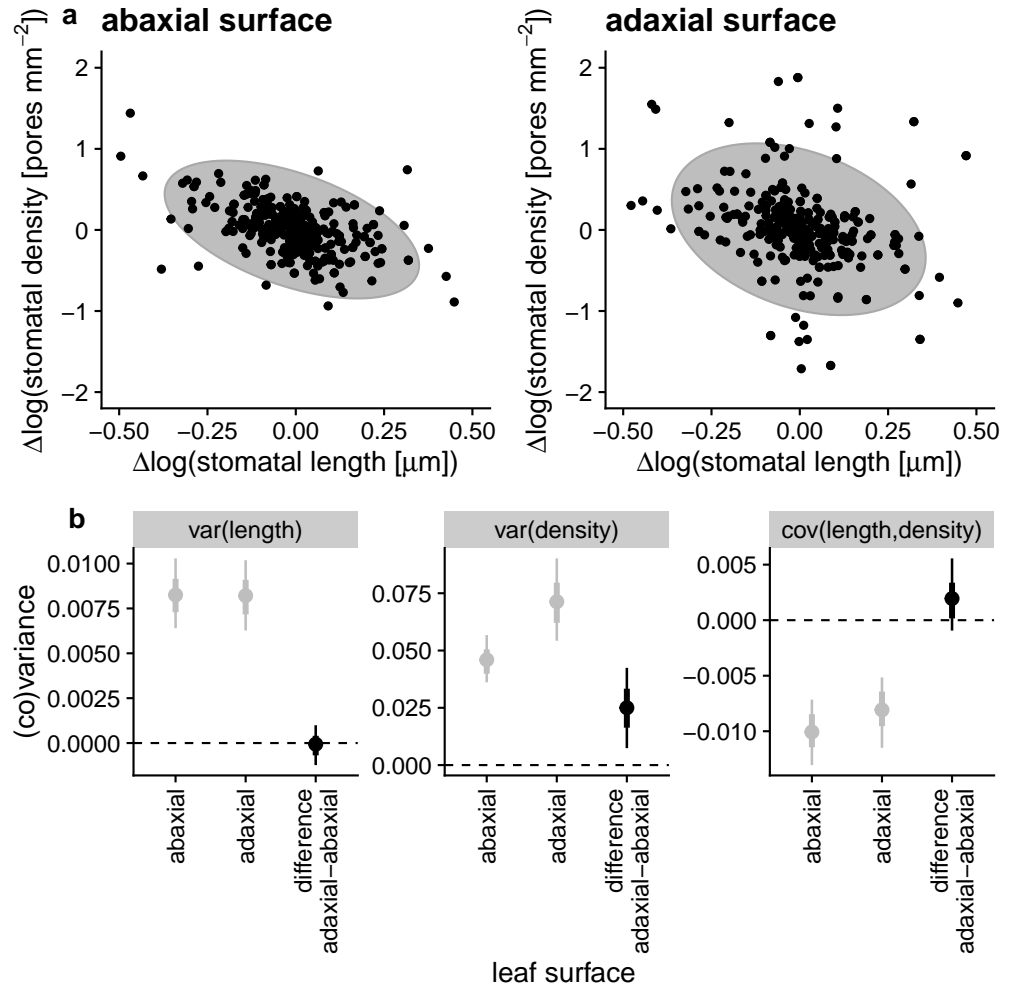 a
abaxial surface
Δlog(stomatal density [pores mm−2])
2
1
0
−1
−2
−0.50 −0.25 0.00 0.25 0.50
Δlog(stomatal length [μm])
adaxial surface
Δlog(stomatal density [pores mm−2])
2
1
0
−1
−2
−0.50 −0.25 0.00 0.25 0.50
Δlog(stomatal length [μm])
b
(co)variance
var(length)
0.0100
0.0075
0.0050
0.0025
0.0000
abaxial
adaxial
difference
adaxial−abaxial
var(density)
0.075
0.050
0.025
0.000
abaxial
adaxial
difference
adaxial−abaxial
cov(length,density)
0.005
0.000
−0.005
−0.010
abaxial
adaxial
difference
adaxial−abaxial
leaf surface